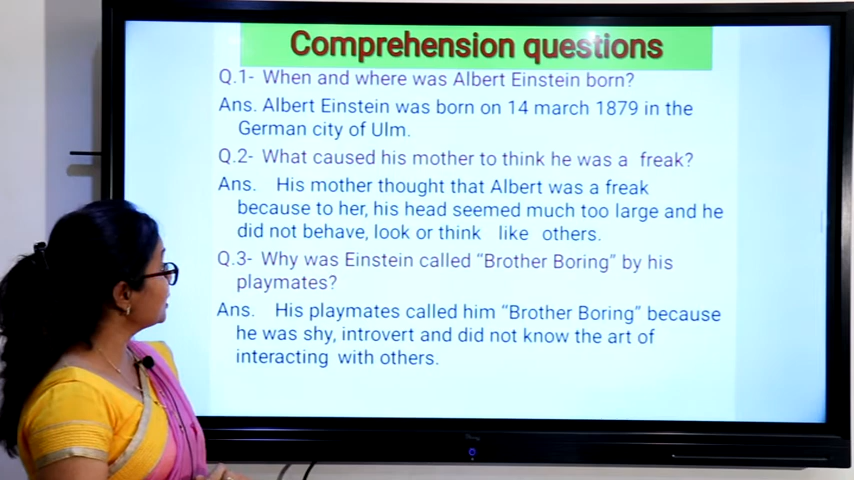 Comprehension questions
Q.1- When and where was Albert Einstein born?
Ans. Albert Einstein was born on 14 march 1879 in the
German city of Ulm.
Q.2- What caused his mother to think he was a freak?
Ans. His mother thought that Albert was a freak
because to her, his head seemed much too large and he
did not behave, look or think like others.
Q.3- Why was Einstein called “Brother Boring” by his
playmates?
Ans. His playmates called him “Brother Boring” because
he was shy, introvert and did not know the art of
interacting with others.